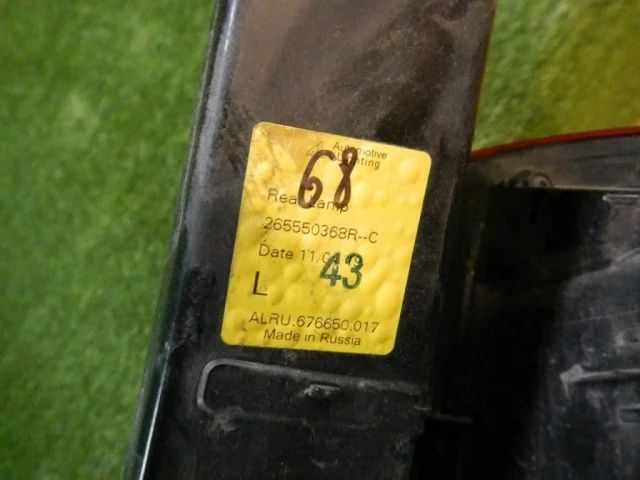 Automotive
Lighting
68
Rear Lamp
265550368R--C
Date 11/0
43
L
ALRU.676650.017
Made in Russia